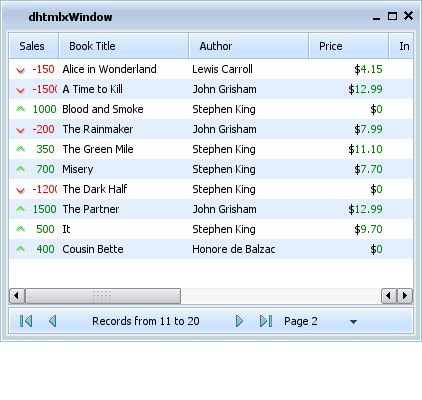 dhtmlxWindow
Sales Book Title Author Price In
-150 Alice in Wonderland Lewis Carroll $4.15
-1500 A Time to Kill John Grisham $12.99
1000 Blood and Smoke Stephen King $0
-200 The Rainmaker John Grisham $7.99
350 The Green Mile Stephen King $11.10
700 Misery Stephen King $7.70
-1200 The Dark Half Stephen King $0
1500 The Partner John Grisham $12.99
500 It Stephen King $9.70
400 Cousin Bette Honore de Balzac $0
Records from 11 to 20 Page 2